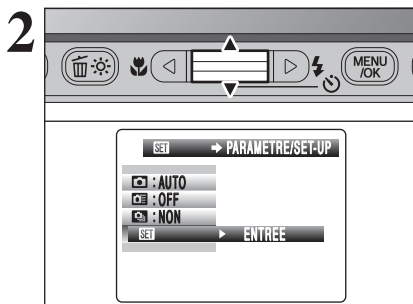 2
MENU
/OK
SET → PARAMETRE/SET-UP
: AUTO
: OFF
: NON
SET ▶ ENTREE